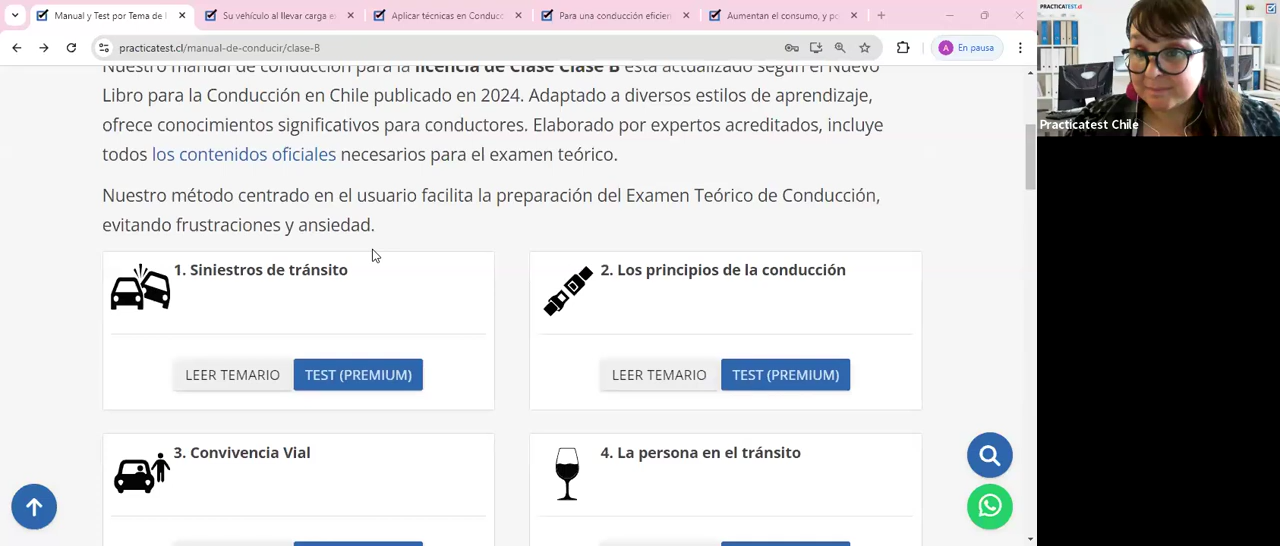 Manual y Test por Tema de
Su vehículo al llevar carga e
Aplicar técnicas en Conducc
Para una conducción eficien
Aumentan el consumo, y po
practicatest.cl/manual-de-conducir/clase-B
A
En pausa
PRACTICATEST.cl
Practicatest Chile
Nuestro manual de conducción para la licencia de Clase Clase B está actualizado según el Nuevo
Libro para la Conducción en Chile publicado en 2024. Adaptado a diversos estilos de aprendizaje,
ofrece conocimientos significativos para conductores. Elaborado por expertos acreditados, incluye
todos los contenidos oficiales necesarios para el examen teórico.
Nuestro método centrado en el usuario facilita la preparación del Examen Teórico de Conducción,
evitando frustraciones y ansiedad.
1. Siniestros de tránsito
LEER TEMARIO
TEST (PREMIUM)
2. Los principios de la conducción
LEER TEMARIO
TEST (PREMIUM)
3. Convivencia Vial
4. La persona en el tránsito